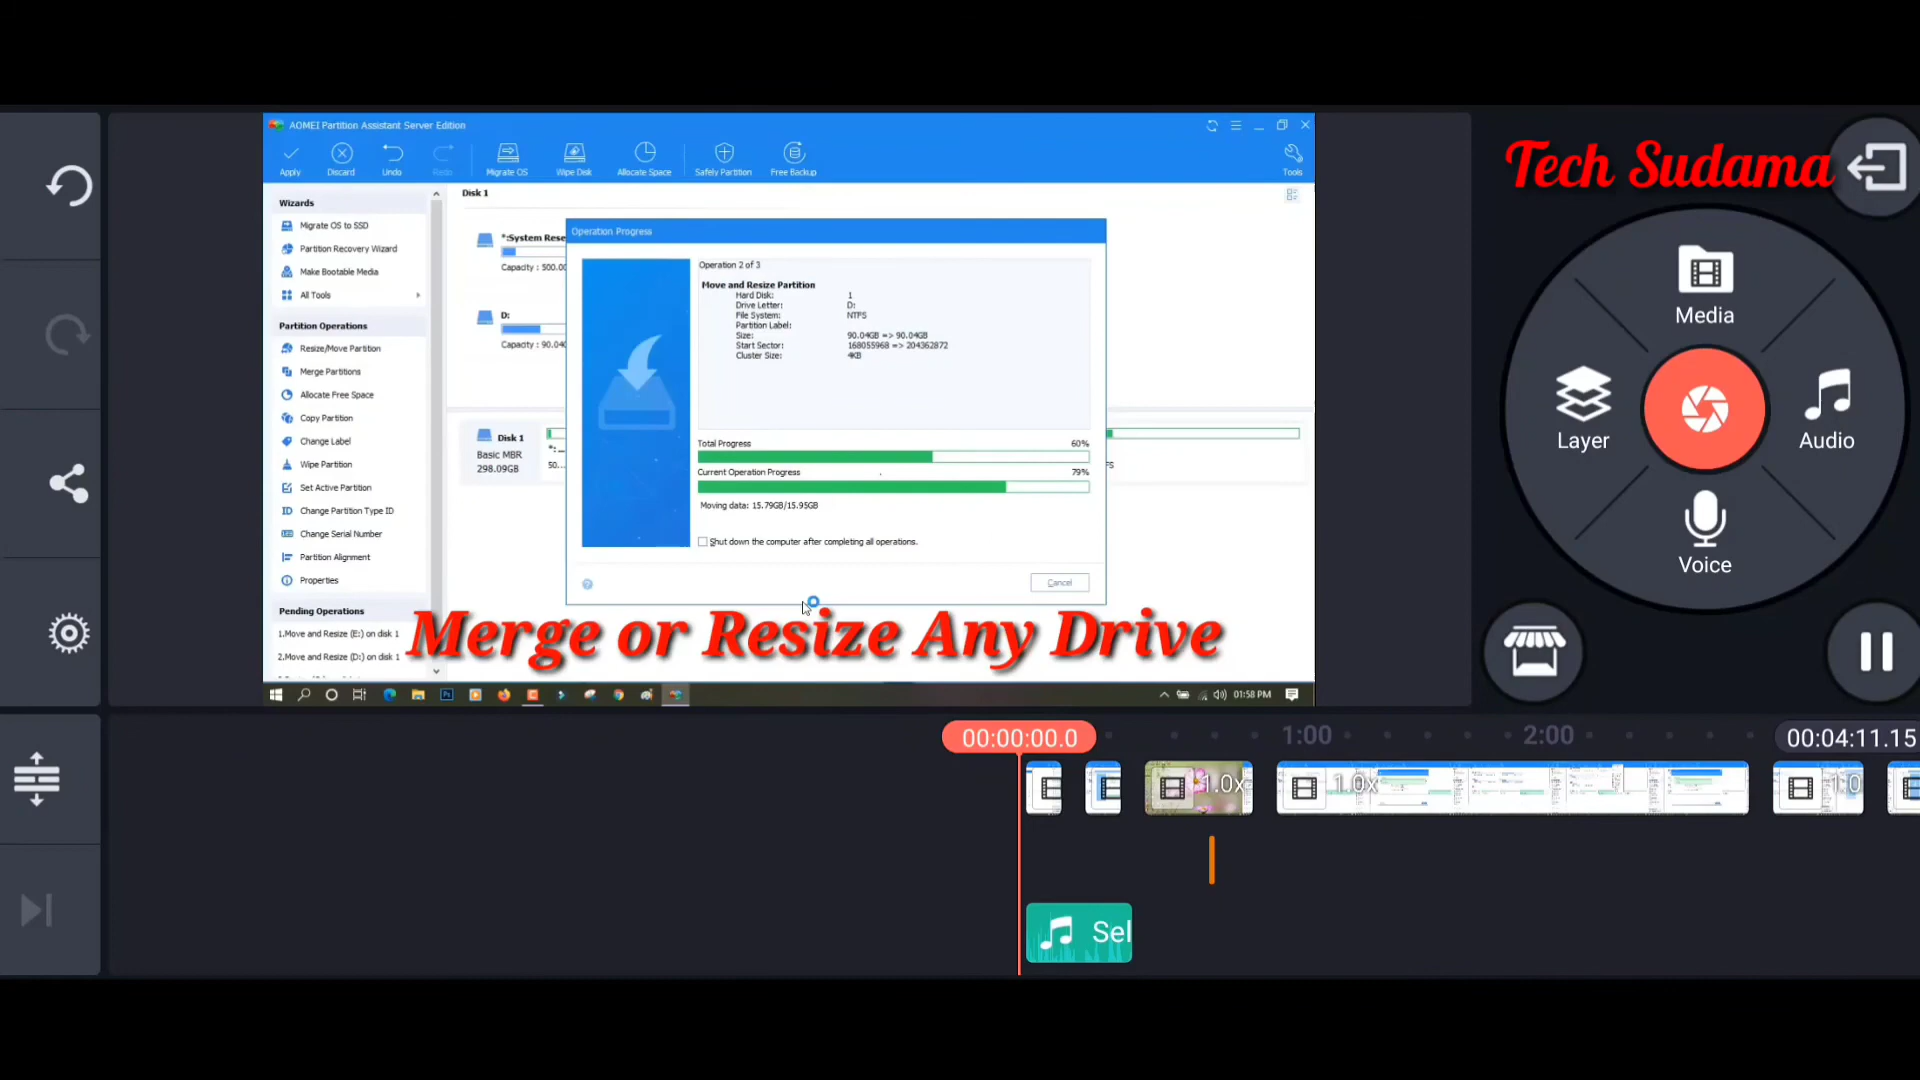 AOMEI Partition Assistant Server Edition
Apply
Discard
Undo
Redo
Migrate OS
Wipe Disk
Allocate Space
Safely Partition
Free Backup
Tools
Wizards
Migrate OS to SSD
Partition Recovery Wizard
Make Bootable Media
All Tools
Partition Operations
Resize/Move Partition
Merge Partitions
Allocate Free Space
Copy Partition
Change Label
Wipe Partition
Set Active Partition
Change Partition Type ID
Change Serial Number
Partition Alignment
Properties
Pending Operations
1.Move and Resize (E:) on disk 1
2.Move and Resize (D:) on disk 1
Disk 1
*:System Rese
Capacity : 500.00
D:
Capacity : 90.04
Disk 1
Basic MBR
298.09GB
*:...
50...
FS
Operation Progress
Operation 2 of 3
Move and Resize Partition
Hard Disk: 1
Drive Letter: D:
File System: NTFS
Partition Label:
Size: 90.04GB => 90.04GB
Start Sector: 168055968 => 204362872
Cluster Size: 4KB
Total Progress 60%
Current Operation Progress 79%
Moving data: 15.79GB/15.95GB
Shut down the computer after completing all operations.
Cancel
Merge or Resize Any Drive
01:58 PM
Tech Sudama
Media
Layer
Audio
Voice
00:00:00.0
1:00
2:00
00:04:11.15
1.0x
1.0x
1.0
Sel